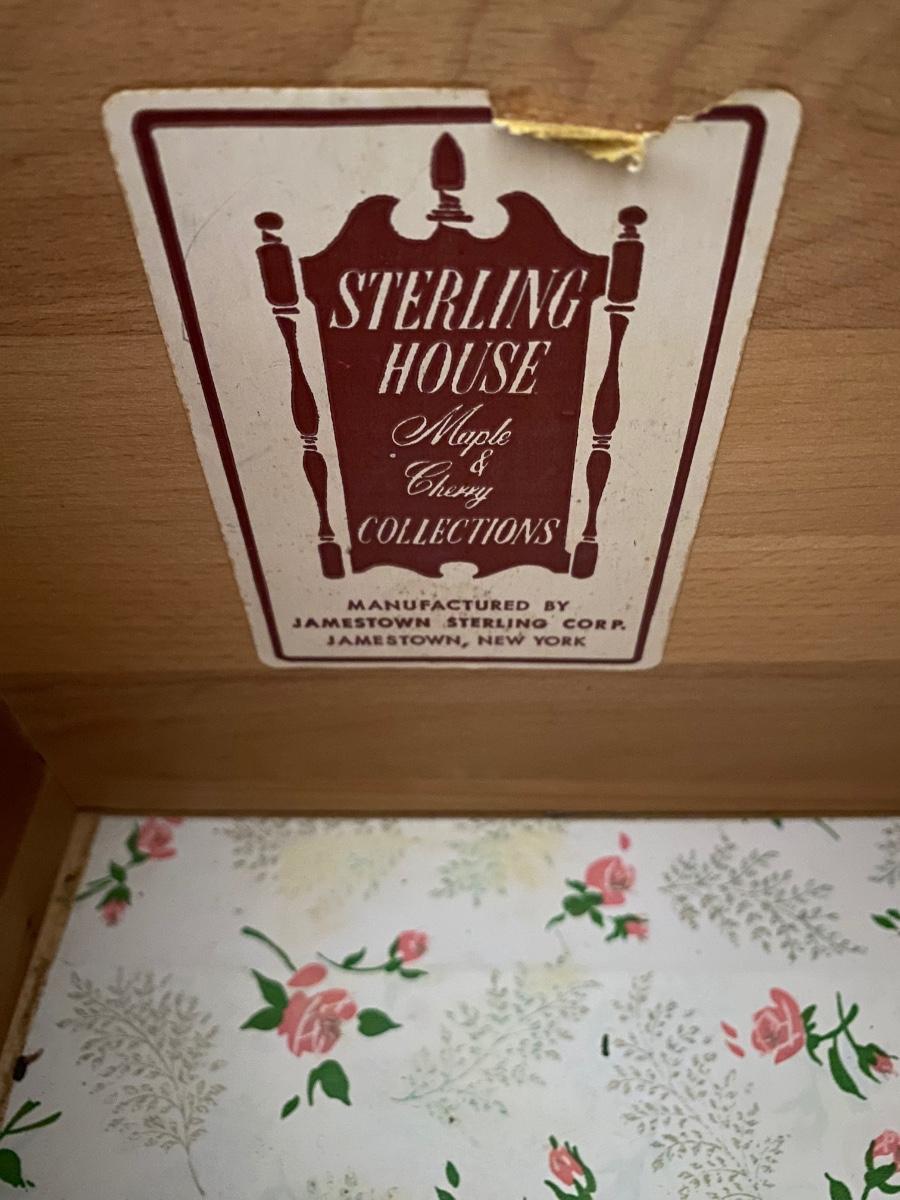 STERLING
HOUSE
Maple
&
Cherry
COLLECTIONS
MANUFACTURED BY
JAMESTOWN STERLING CORP.
JAMESTOWN, NEW YORK